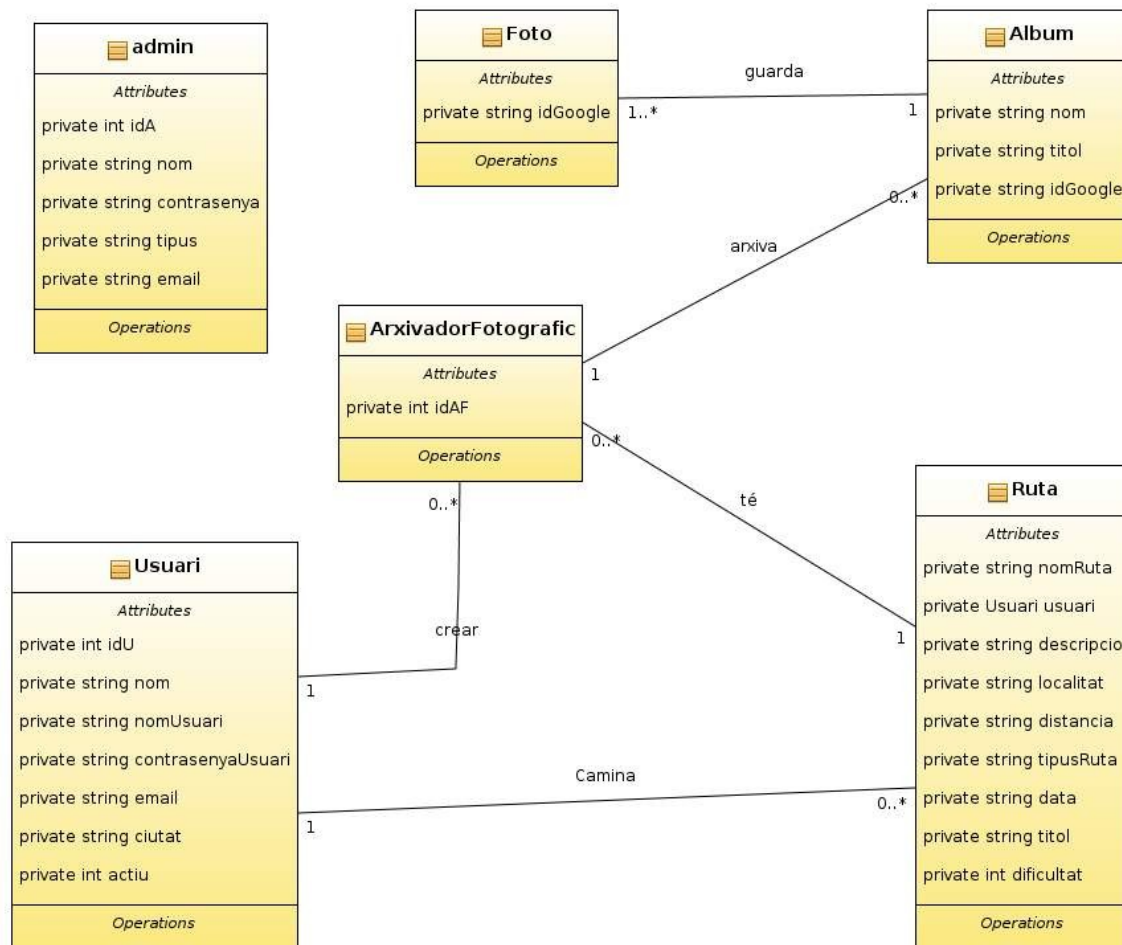 admin
Attributes
private int idA
private string nom
private string contrasenya
private string tipus
private string email
Operations
Foto
Attributes
private string idGoogle
Operations
guarda
1..*
1
Album
Attributes
private string nom
private string titol
private string idGoogle
Operations
0..*
arxiva
1
ArxivadorFotografic
Attributes
private int idAF
Operations
0..*
té
1
0..*
crear
1
Usuari
Attributes
private int idU
private string nom
private string nomUsuari
private string contrasenyaUsuari
private string email
private string ciutat
private int actiu
Operations
Camina
1
0..*
Ruta
Attributes
private string nomRuta
private Usuari usuari
private string descripcio
private string localitat
private string distancia
private string tipusRuta
private string data
private string titol
private int dificultat
Operations